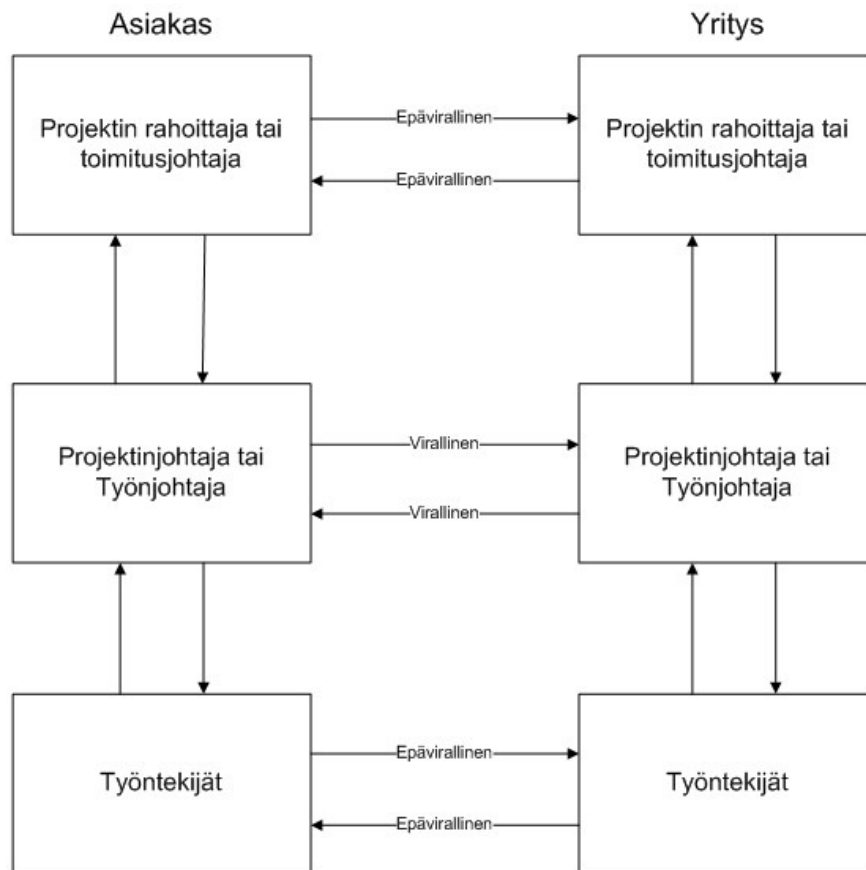 Asiakas
Yritys
Projektin rahoittaja tai
toimitusjohtaja
Epävirallinen
Epävirallinen
Projektin rahoittaja tai
toimitusjohtaja
Projektinjohtaja tai
Työnjohtaja
Virallinen
Virallinen
Projektinjohtaja tai
Työnjohtaja
Työntekijät
Epävirallinen
Epävirallinen
Työntekijät